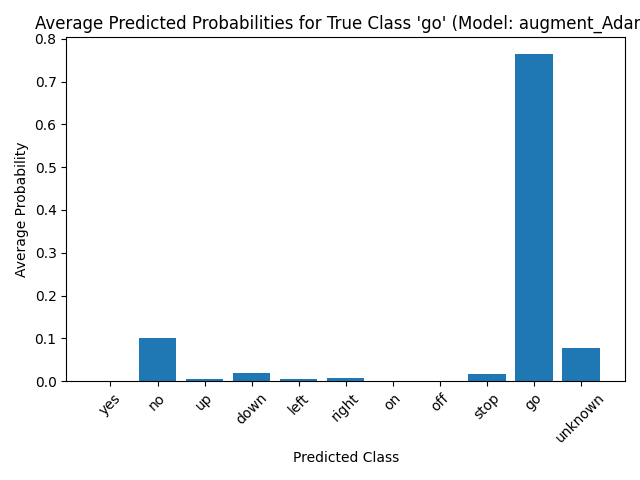 Average Predicted Probabilities for True Class 'go' (Model: augment_Adar
0.8
0.7
0.6
0.5
0.4
0.3
0.2
0.1
0.0
Average Probability
yes
no
up
down
left
right
on
off
stop
go
unknown
Predicted Class